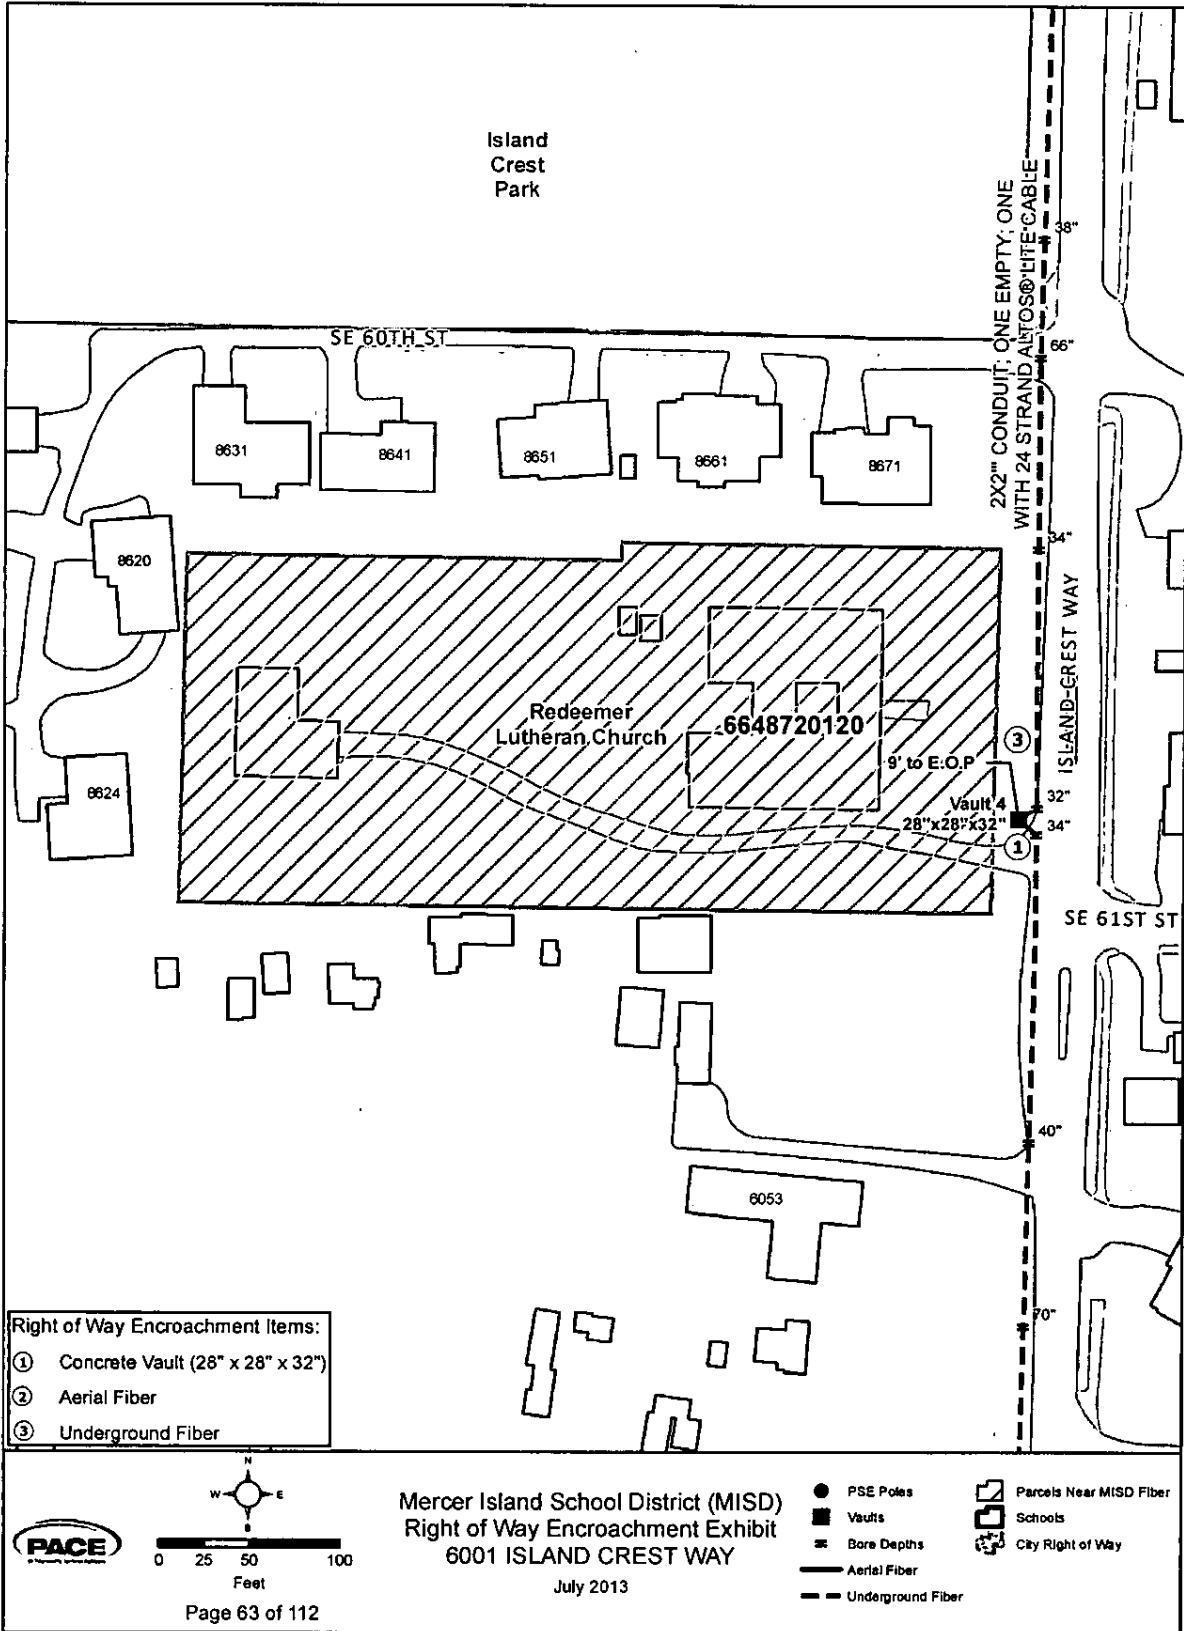 Island
Crest
Park
2X2"' CONDUIT; ONE EMPTY; ONE
WITH 24 STRAND ALTOS® LITE CABLE
38"
SE 60TH ST
66"
8631
8641
8651
8661
8671
34"
8620
ISLAND CREST WAY
Redeemer
Lutheran Church
6648720120
3
9' to E.O.P
Vault 4
28"x28"x32"
32"
34"
1
8624
SE 61ST ST
40"
6053
70"
Right of Way Encroachment Items:
1 Concrete Vault (28" x 28" x 32")
2 Aerial Fiber
3 Underground Fiber
N
W E
PACE
0 25 50 100
Feet
Page 63 of 112
Mercer Island School District (MISD)
Right of Way Encroachment Exhibit
6001 ISLAND CREST WAY
July 2013
PSE Poles
Vaults
Bore Depths
Aerial Fiber
Underground Fiber
Parcels Near MISD Fiber
Schools
City Right of Way